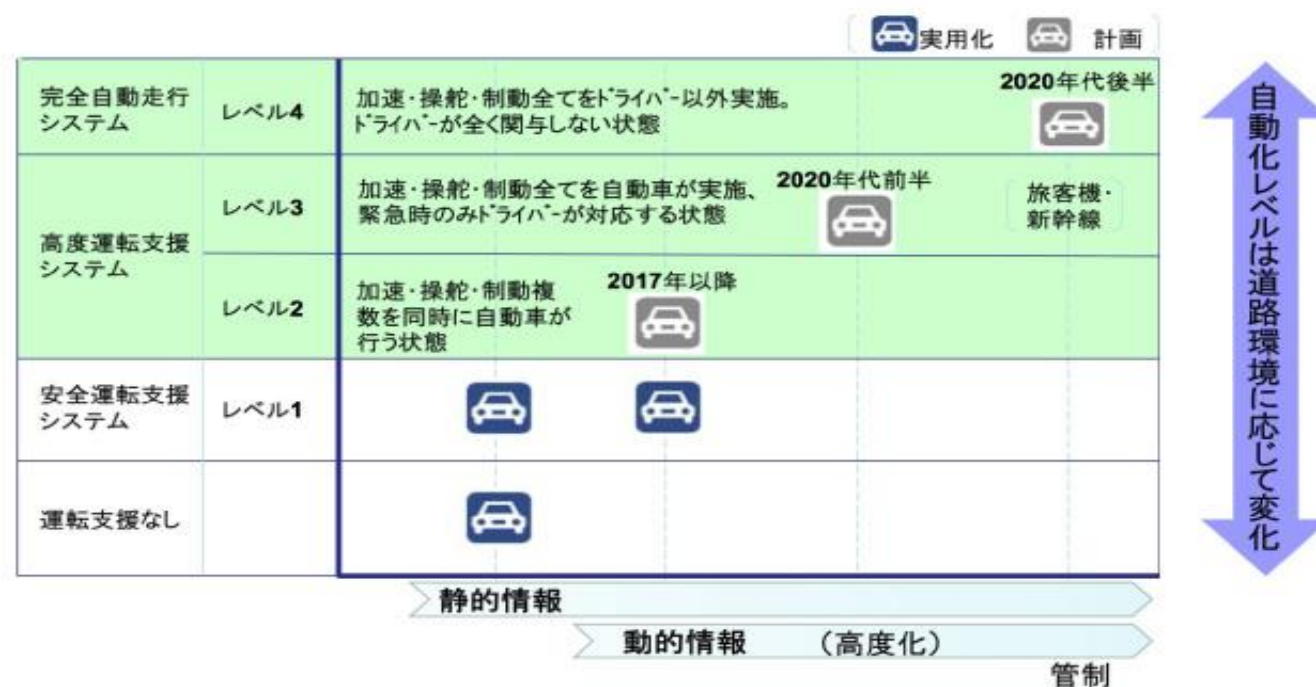 実用化
計画
完全自動走行
システム
レベル4
加速・操舵・制動全てをﾄﾞﾗｲﾊﾞｰ以外実施。
ﾄﾞﾗｲﾊﾞｰが全く関与しない状態
2020年代後半
高度運転支援
システム
レベル3
加速・操舵・制動全てを自動車が実施、
緊急時のみﾄﾞﾗｲﾊﾞｰが対応する状態
2020年代前半
旅客機・
新幹線
レベル2
加速・操舵・制動複
数を同時に自動車が
行う状態
2017年以降
安全運転支援
システム
レベル1
運転支援なし
静的情報
動的情報
（高度化）
管制
自動化レベルは道路環境に応じて変化